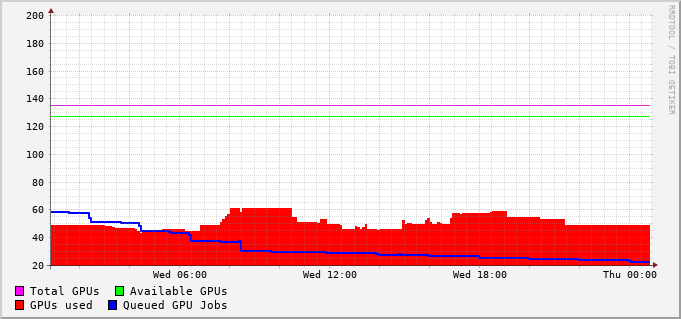 200
180
160
140
120
100
80
60
40
20
Wed 06:00 Wed 12:00 Wed 18:00 Thu 00:00
Total GPUs Available GPUs
GPUs used Queued GPU Jobs
RRDTOOL / TOBI OETIKER